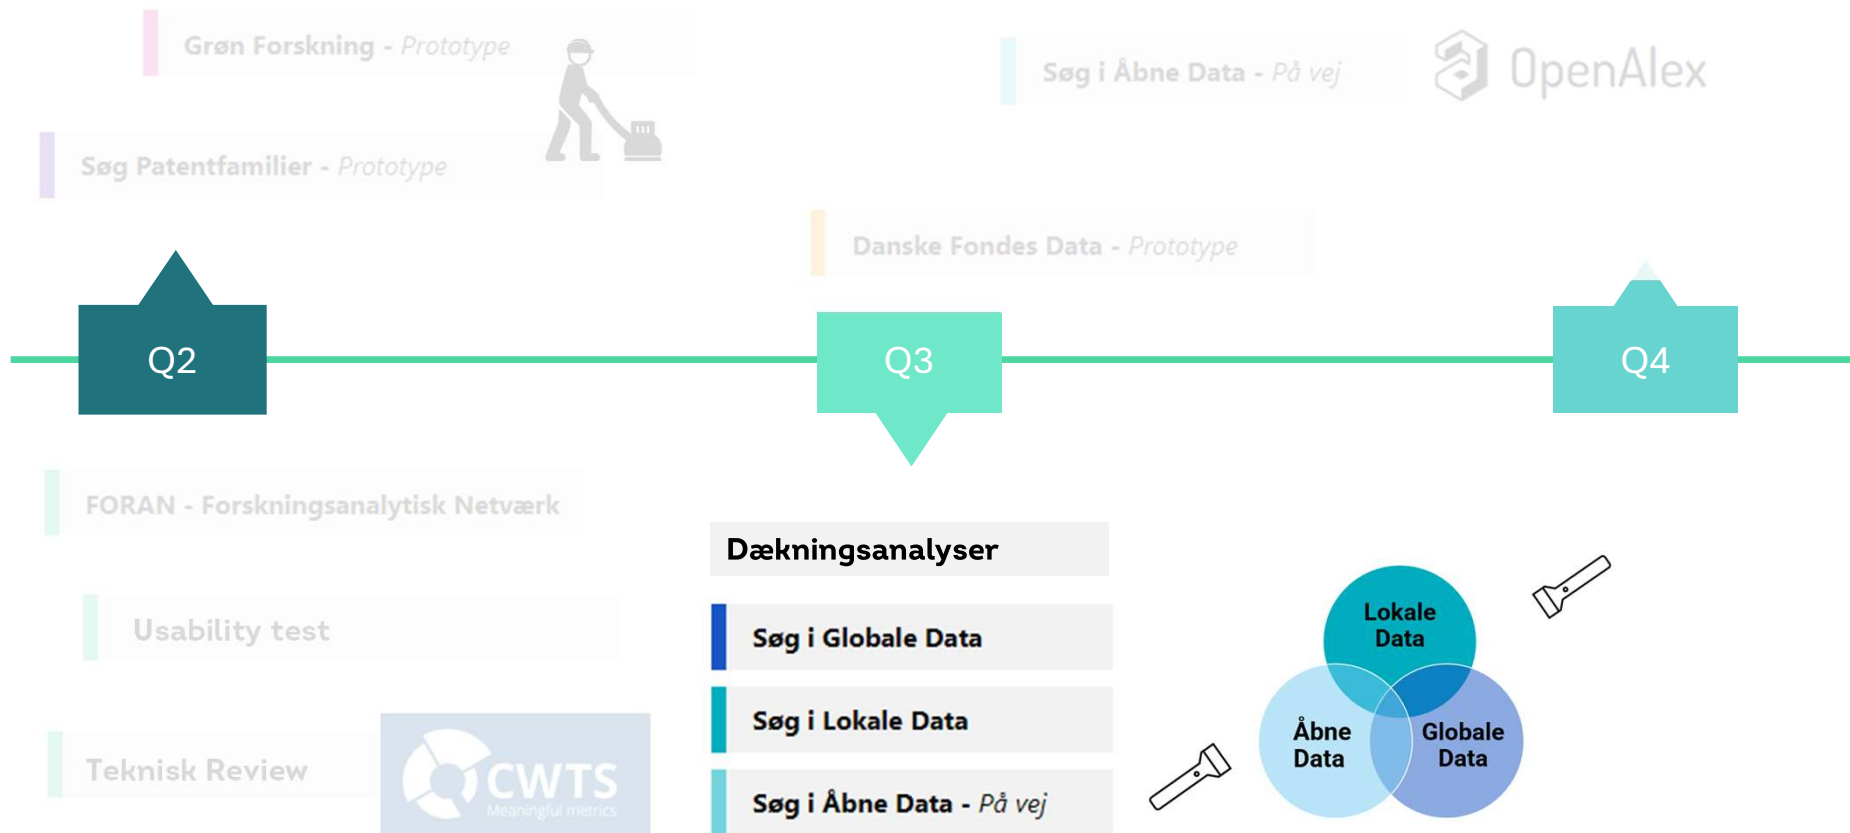 Grøn Forskning - Prototype
Søg i Åbne Data - På vej
OpenAlex
Søg Patentfamilier - Prototype
Danske Fondes Data - Prototype
Q2
Q3
Q4
FORAN - Forskningsanalytisk Netværk
Usability test
Teknisk Review
CWTS
Meaningful metrics
Dækningsanalyser
Søg i Globale Data
Søg i Lokale Data
Søg i Åbne Data - På vej
Lokale
Data
Åbne
Data
Globale
Data